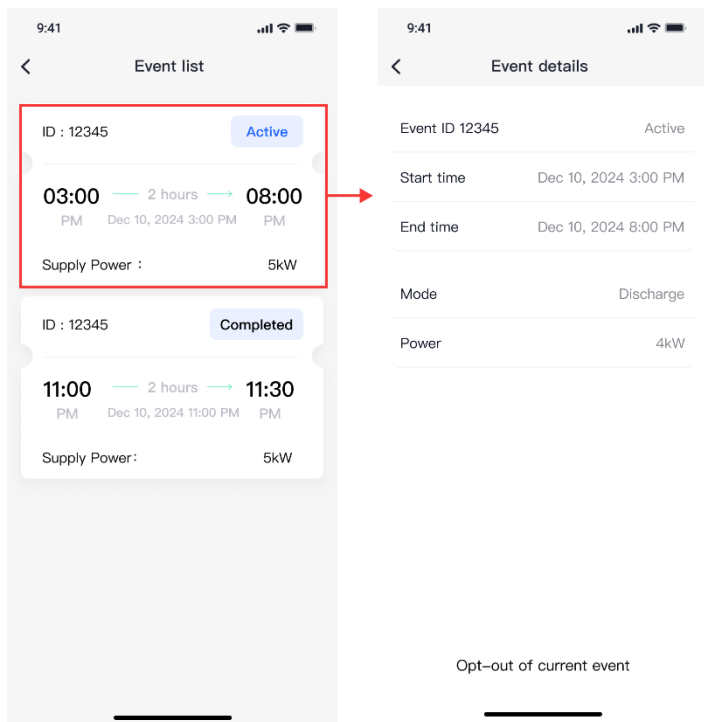 9:41
Event list
ID : 12345
Active
03:00 2 hours 08:00
PM Dec 10, 2024 3:00 PM PM
Supply Power : 5kW
ID : 12345
Completed
11:00 2 hours 11:30
PM Dec 10, 2024 11:00 PM PM
Supply Power: 5kW
9:41
Event details
Event ID 12345 Active
Start time Dec 10, 2024 3:00 PM
End time Dec 10, 2024 8:00 PM
Mode Discharge
Power 4kW
Opt-out of current event